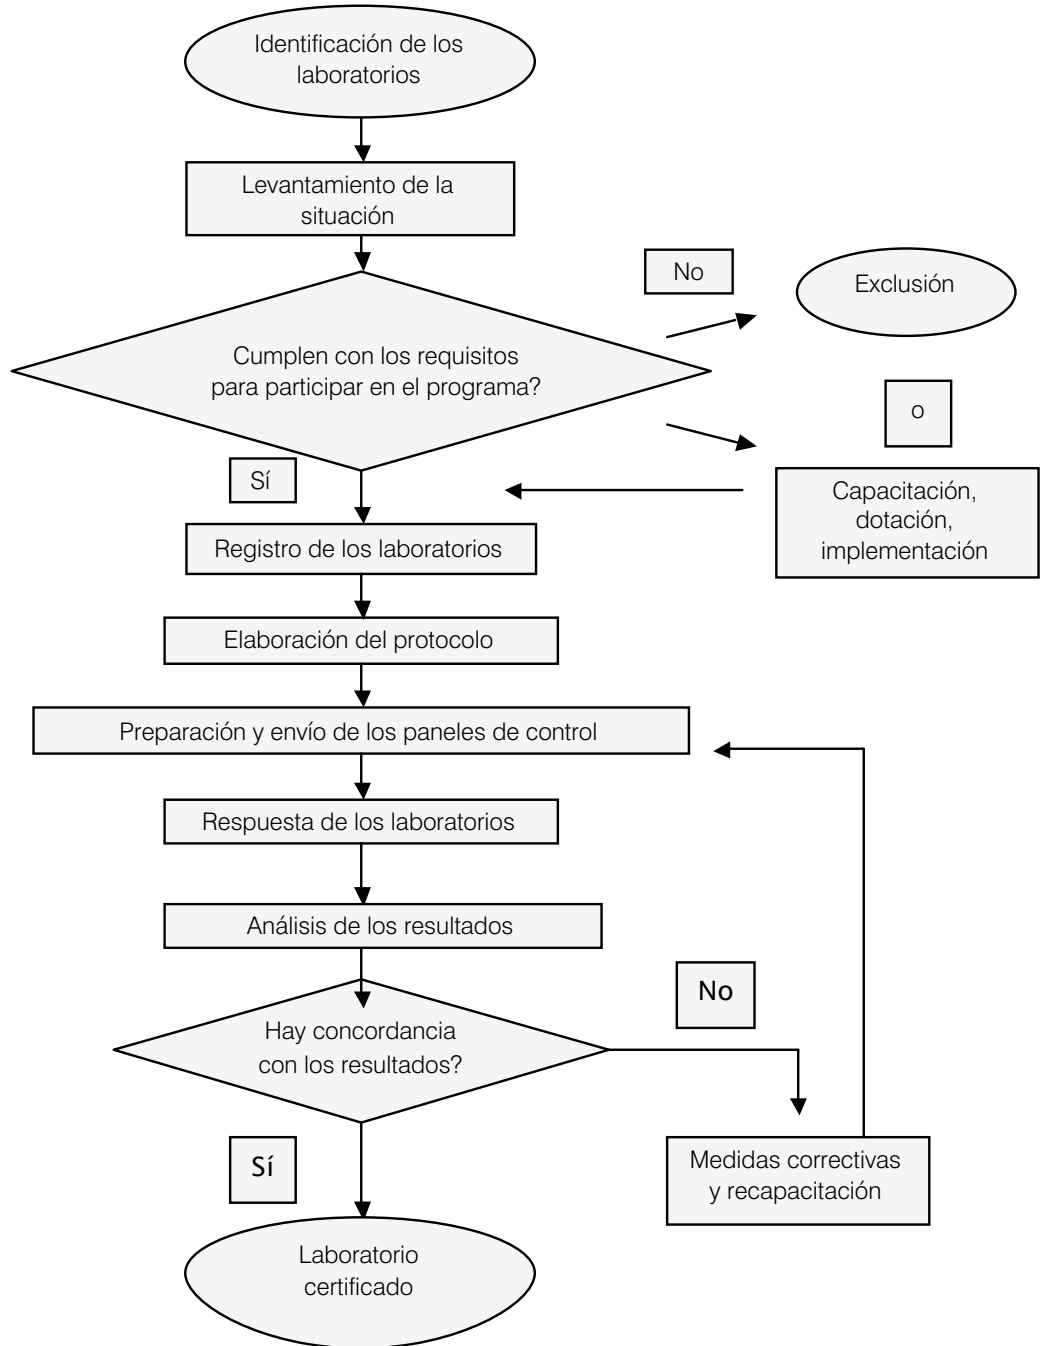 Identificación de los
laboratorios
Levantamiento de la
situación
No
Exclusión
Cumplen con los requisitos
para participar en el programa?
o
Sí
Capacitación,
dotación,
implementación
Registro de los laboratorios
Elaboración del protocolo
Preparación y envío de los paneles de control
Respuesta de los laboratorios
Análisis de los resultados
No
Hay concordancia
con los resultados?
Sí
Medidas correctivas
y recapacitación
Laboratorio
certificado